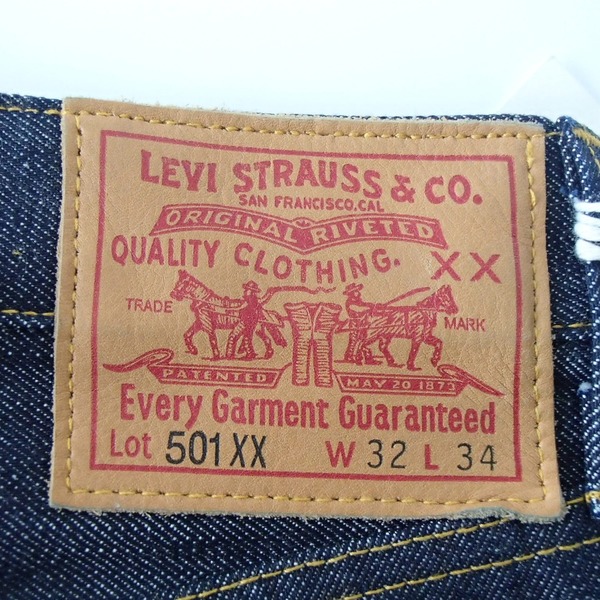 LEVI STRAUSS & CO.
SAN FRANCISCO.CAL
ORIGINAL RIVETED
QUALITY CLOTHING. XX
TRADE MARK
PATENTED MAY 20 1873
Every Garment Guaranteed
Lot 501XX W 32 L 34